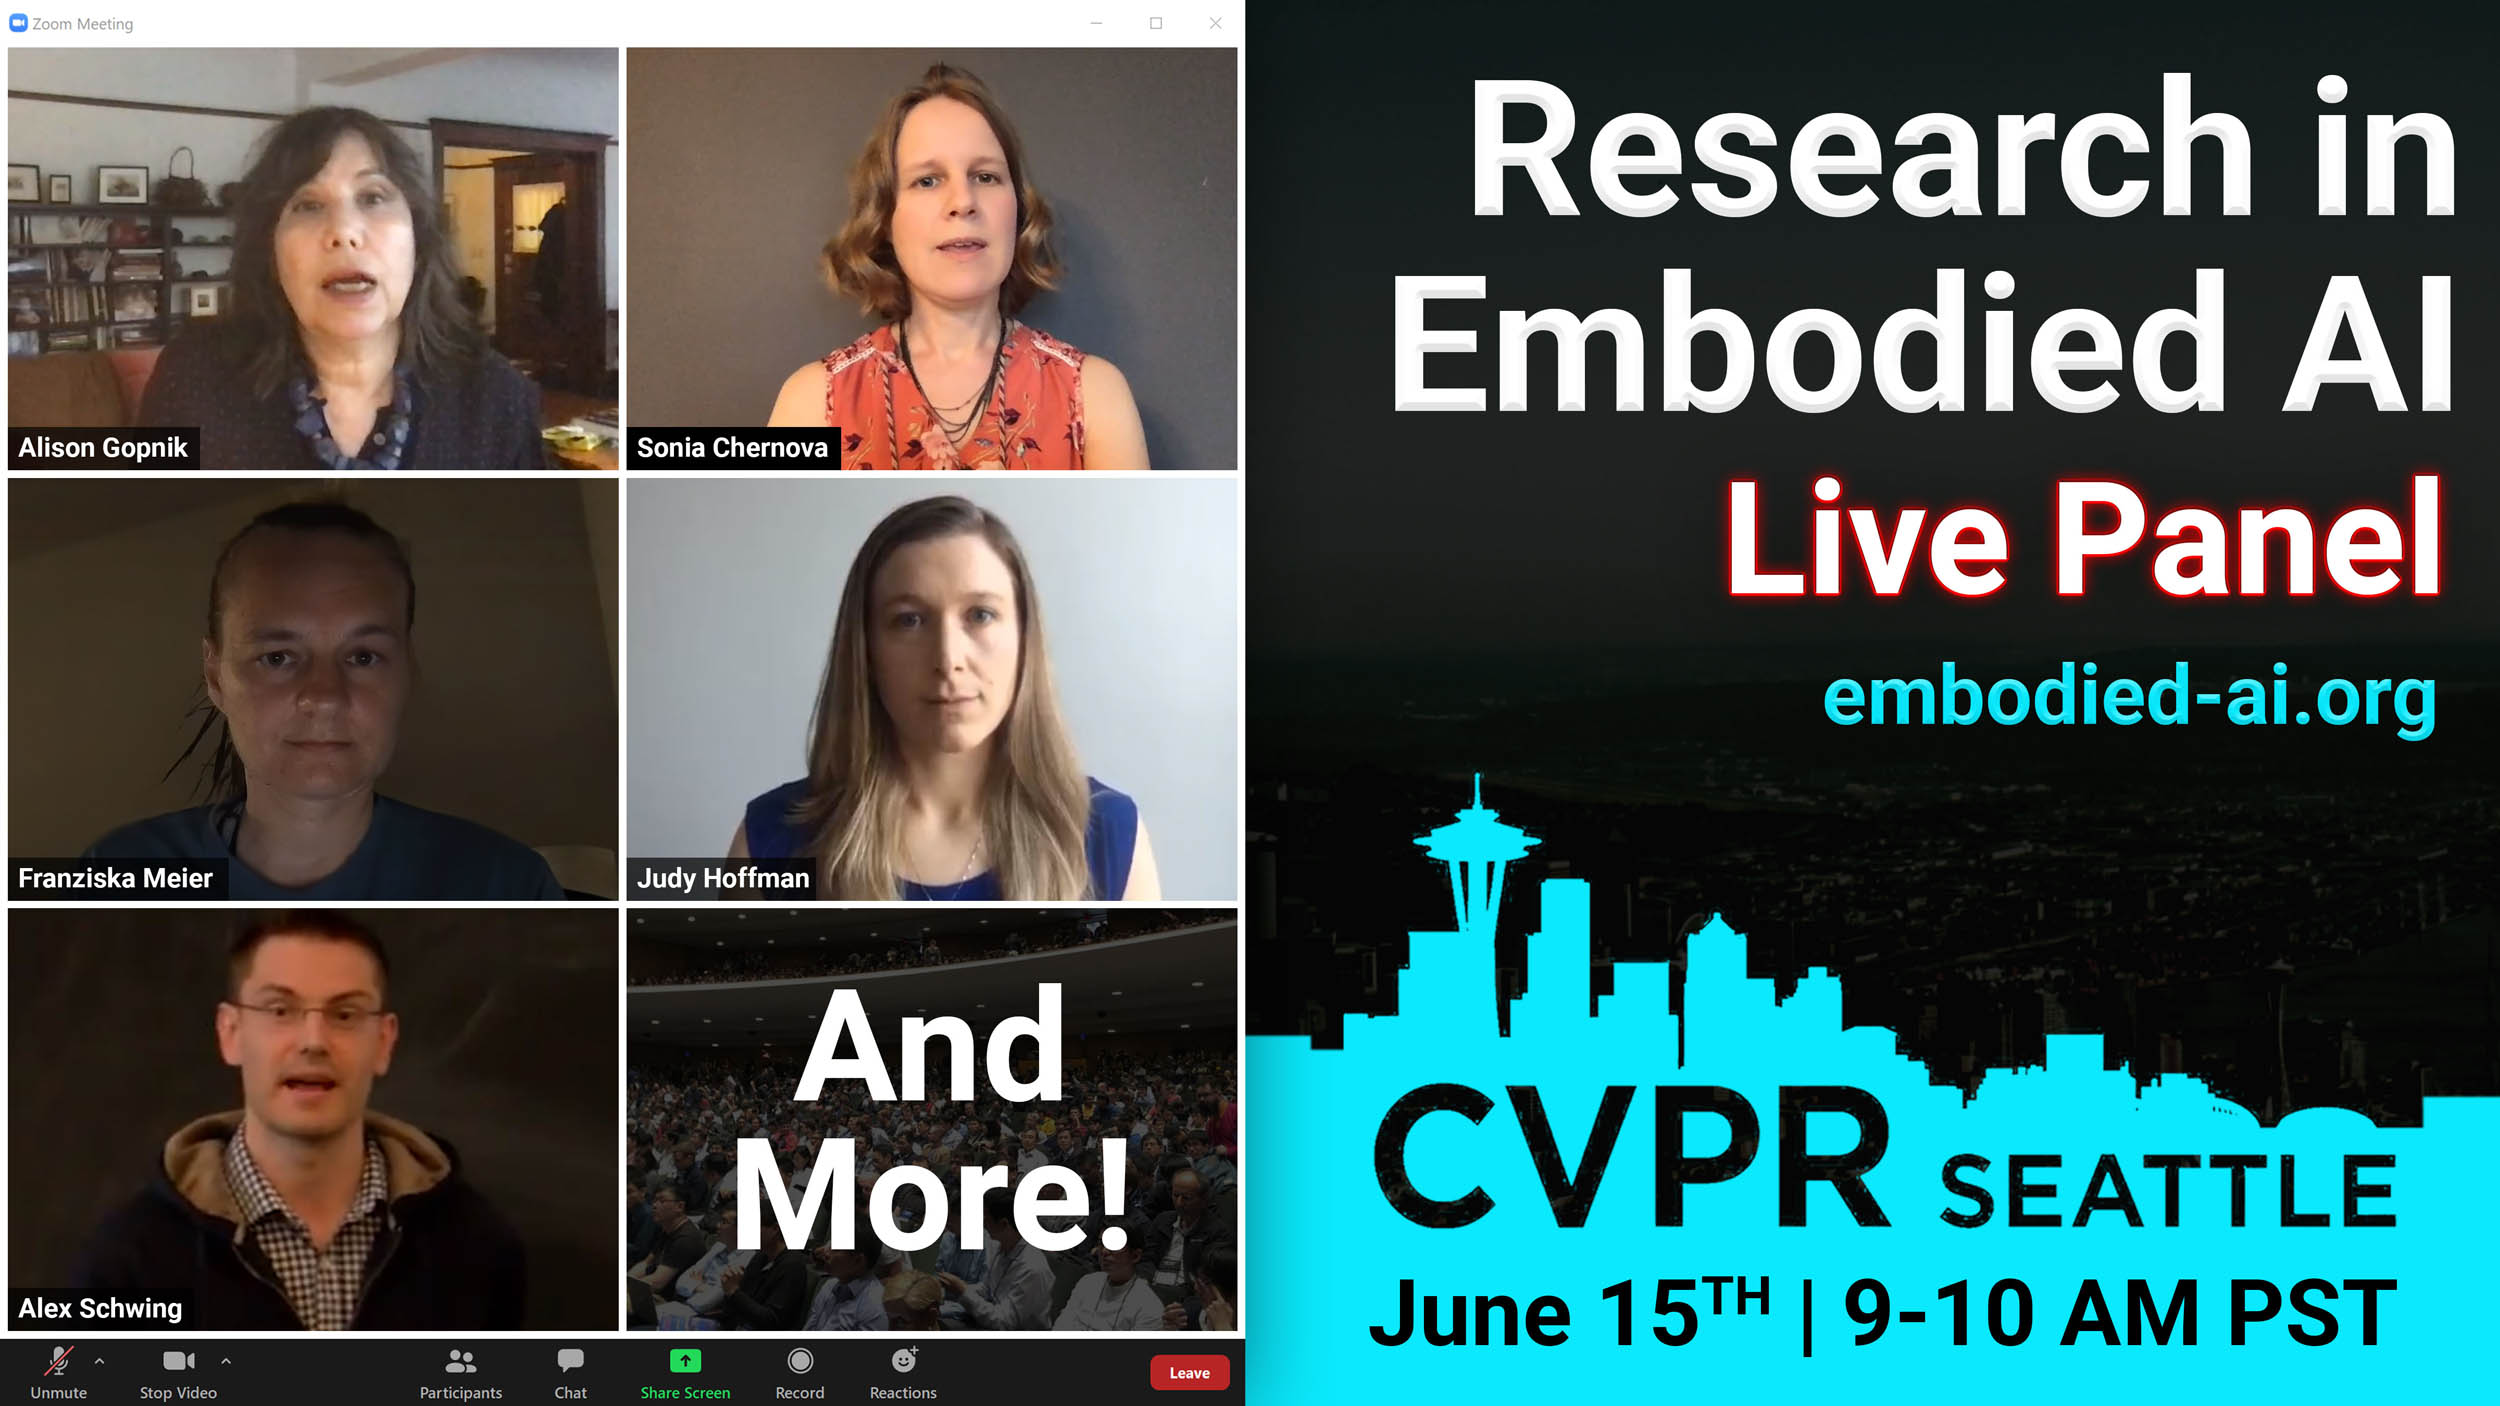 Zoom Meeting
Alison Gopnik
Sonia Chernova
Franziska Meier
Judy Hoffman
Alex Schwing
And
More!
Unmute
Stop Video
Participants
Chat
Share Screen
Record
Reactions
Leave
Research in
Embodied AI
Live Panel
embodied-ai.org
CVPR SEATTLE
June 15TH | 9-10 AM PST